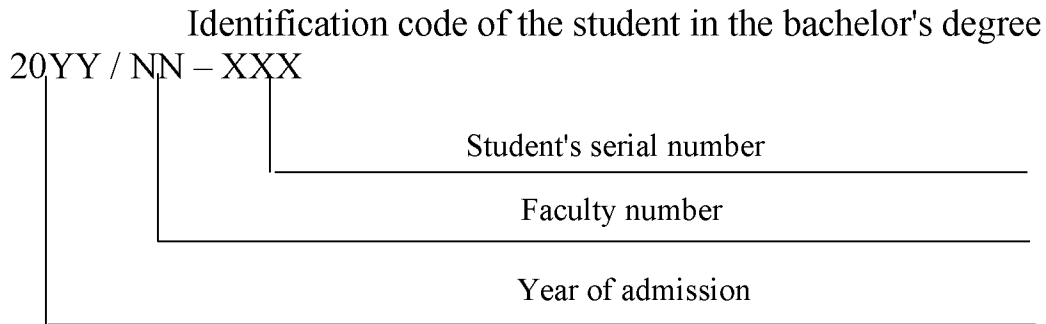 Identification code of the student in the bachelor's degree
20YY / NN – XXX
Student's serial number
Faculty number
Year of admission